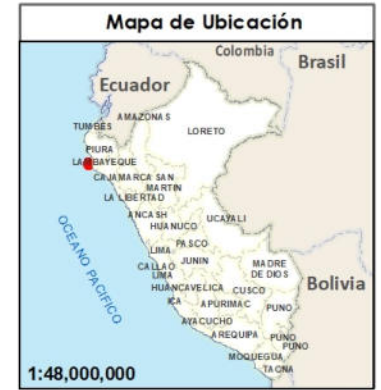 Mapa de Ubicación
Colombia
Brasil
Ecuador
AMAZONAS
TUMBES
LORETO
PIURA
LAMBAYEQUE
CAJAMARCA SAN
MARTIN
LA LIBERTAD
ANCASH
UCAYALI
HUANUCO
PASCO
LIMA
JUNIN
MADRE
DE DIOS
CALLAO
LIMA
OCEANO PACIFICO
HUANCAVELICA
CUSCO
Bolivia
ICA
APURIMAC
PUNO
AYACUCHO
AREQUIPA
PUNO
PUNO
MOQUEGUA
TACNA
1:48,000,000